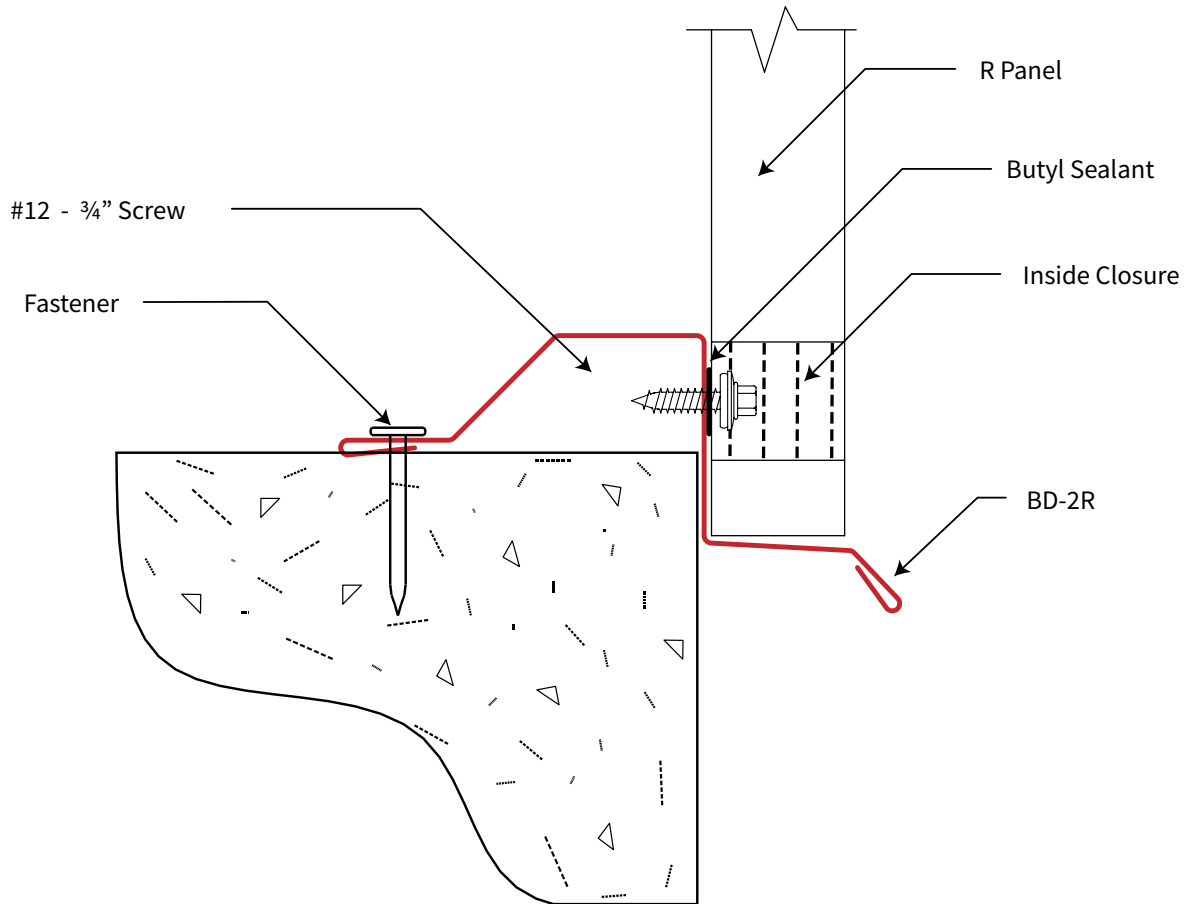 R Panel
Butyl Sealant
#12 - ¾” Screw
Inside Closure
Fastener
BD-2R